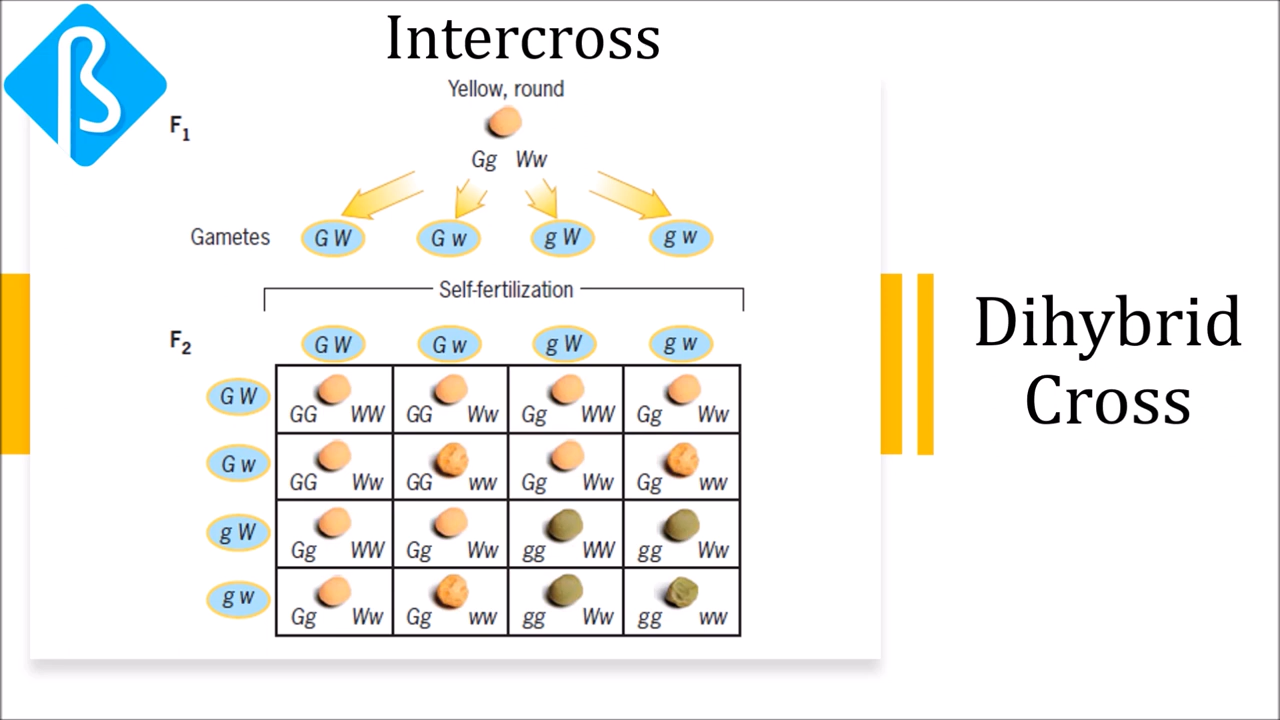 ß
Intercross
Yellow, round
F1
Gg Ww
Gametes G W G w g W g w
Self-fertilization
F2 G W G w g W g w
G W GG WW GG Ww Gg WW Gg Ww
G w GG Ww GG ww Gg Ww Gg ww
g W Gg WW Gg Ww gg WW gg Ww
g w Gg Ww Gg ww gg Ww gg ww
Dihybrid
Cross